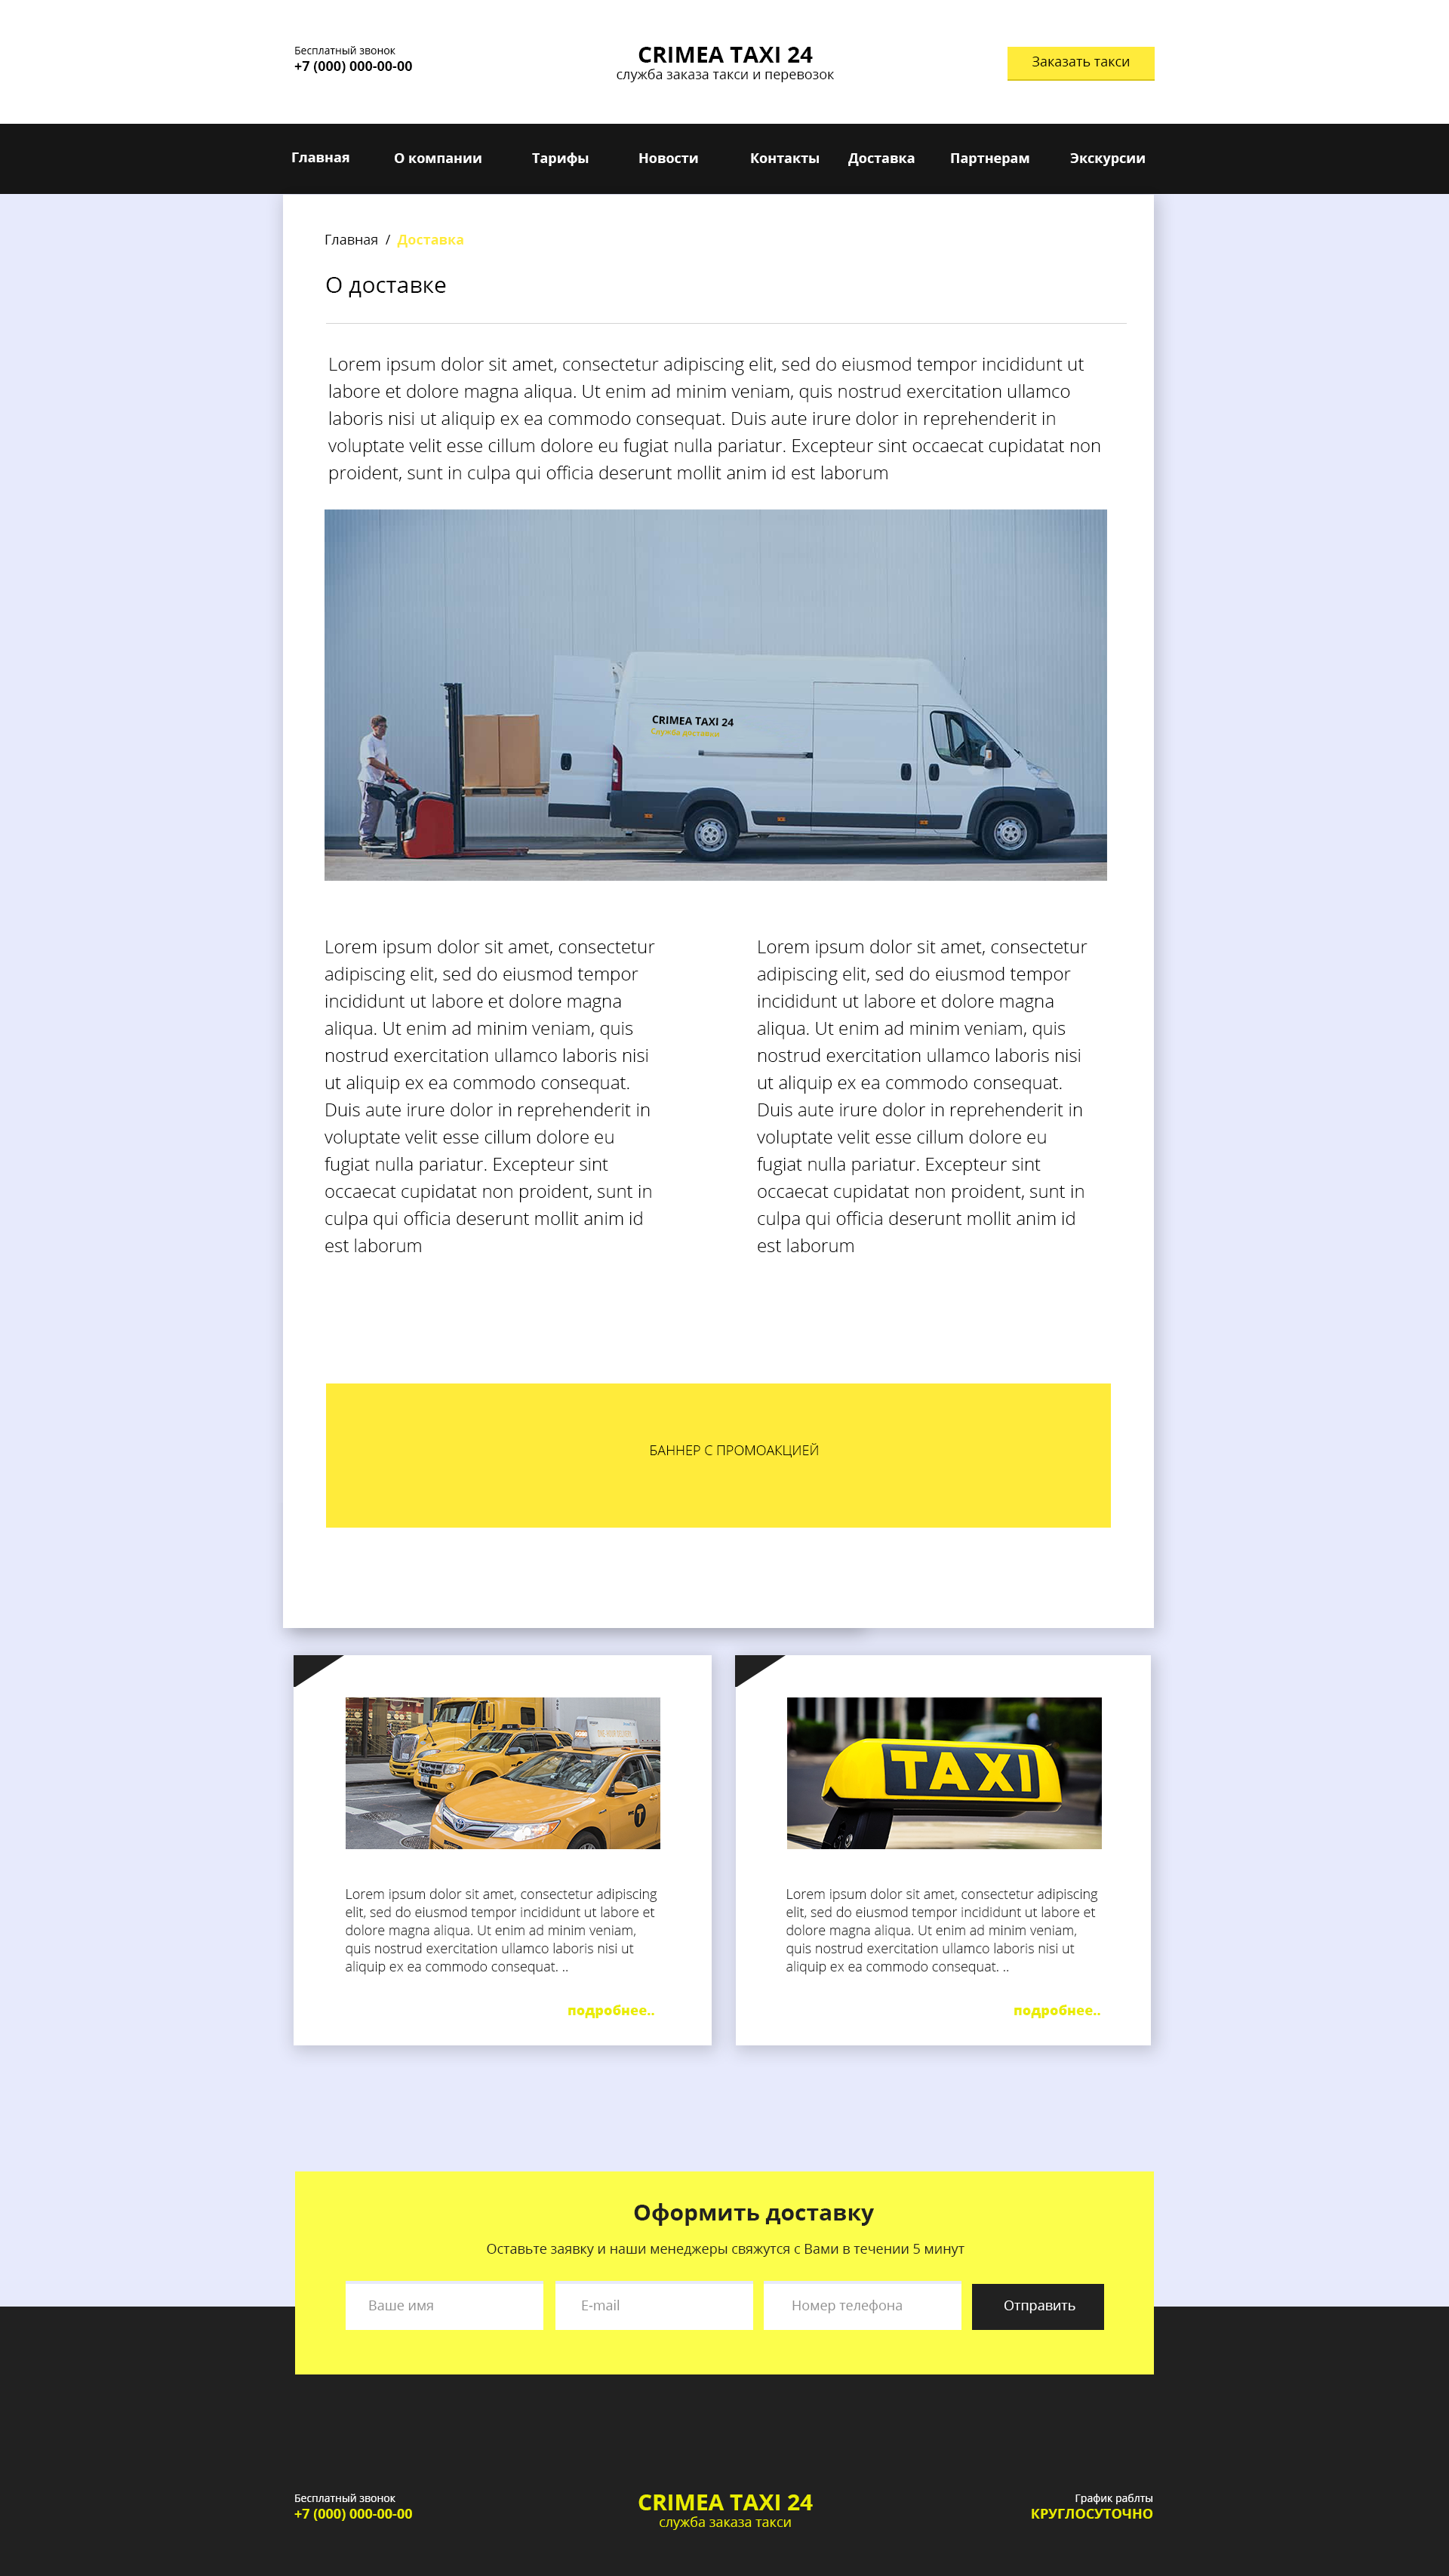 Бесплатный звонок
+7 (000) 000-00-00
CRIMEA TAXI 24
служба заказа такси и перевозок
Заказать такси
Главная О компании Тарифы Новости Контакты Доставка Партнерам Экскурсии
Главная / Доставка
О доставке
Lorem ipsum dolor sit amet, consectetur adipiscing elit, sed do eiusmod tempor incididunt ut
labore et dolore magna aliqua. Ut enim ad minim veniam, quis nostrud exercitation ullamco
laboris nisi ut aliquip ex ea commodo consequat. Duis aute irure dolor in reprehenderit in
voluptate velit esse cillum dolore eu fugiat nulla pariatur. Excepteur sint occaecat cupidatat non
proident, sunt in culpa qui officia deserunt mollit anim id est laborum
CRIMEA TAXI 24
Служба доставки
Lorem ipsum dolor sit amet, consectetur
adipiscing elit, sed do eiusmod tempor
incididunt ut labore et dolore magna
aliqua. Ut enim ad minim veniam, quis
nostrud exercitation ullamco laboris nisi
ut aliquip ex ea commodo consequat.
Duis aute irure dolor in reprehenderit in
voluptate velit esse cillum dolore eu
fugiat nulla pariatur. Excepteur sint
occaecat cupidatat non proident, sunt in
culpa qui officia deserunt mollit anim id
est laborum
Lorem ipsum dolor sit amet, consectetur
adipiscing elit, sed do eiusmod tempor
incididunt ut labore et dolore magna
aliqua. Ut enim ad minim veniam, quis
nostrud exercitation ullamco laboris nisi
ut aliquip ex ea commodo consequat.
Duis aute irure dolor in reprehenderit in
voluptate velit esse cillum dolore eu
fugiat nulla pariatur. Excepteur sint
occaecat cupidatat non proident, sunt in
culpa qui officia deserunt mollit anim id
est laborum
БАННЕР С ПРОМОАКЦИЕЙ
Lorem ipsum dolor sit amet, consectetur adipiscing
elit, sed do eiusmod tempor incididunt ut labore et
dolore magna aliqua. Ut enim ad minim veniam,
quis nostrud exercitation ullamco laboris nisi ut
aliquip ex ea commodo consequat. ..
подробнее..
TAXI
Lorem ipsum dolor sit amet, consectetur adipiscing
elit, sed do eiusmod tempor incididunt ut labore et
dolore magna aliqua. Ut enim ad minim veniam,
quis nostrud exercitation ullamco laboris nisi ut
aliquip ex ea commodo consequat. ..
подробнее..
Оформить доставку
Оставьте заявку и наши менеджеры свяжутся с Вами в течении 5 минут
Ваше имя E-mail Номер телефона Отправить
Бесплатный звонок
+7 (000) 000-00-00
CRIMEA TAXI 24
служба заказа такси
График раблты
КРУГЛОСУТОЧНО